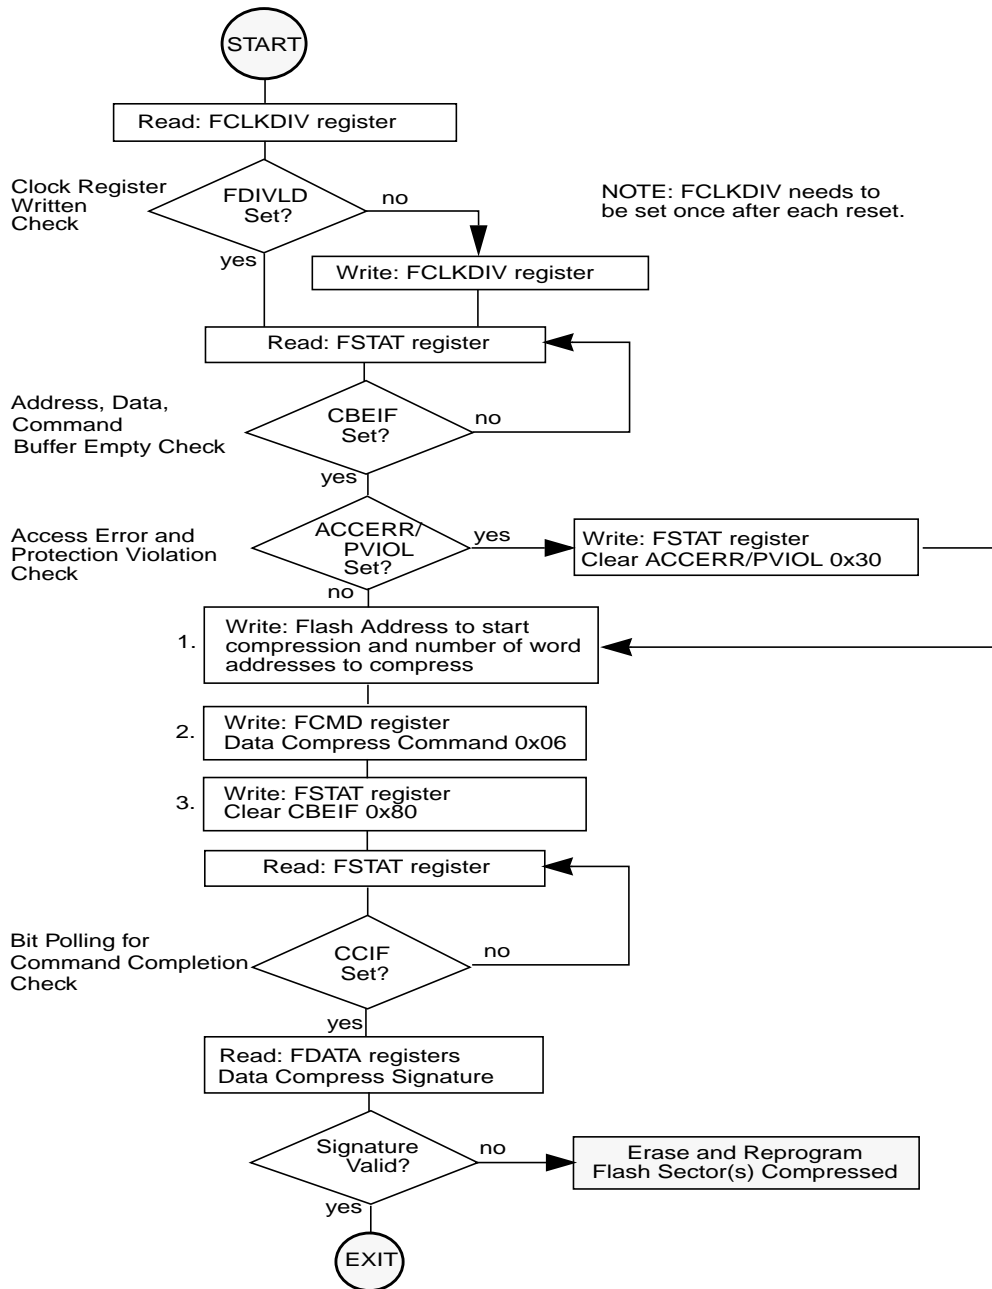 START
Read: FCLKDIV register
Clock Register
Written
Check
FDIVLD
Set?
no
yes
NOTE: FCLKDIV needs to
be set once after each reset.
Write: FCLKDIV register
Read: FSTAT register
Address, Data,
Command
Buffer Empty Check
CBEIF
Set?
no
yes
Access Error and
Protection Violation
Check
ACCERR/
PVIOL
Set?
yes
no
Write: FSTAT register
Clear ACCERR/PVIOL 0x30
1.
Write: Flash Address to start
compression and number of word
addresses to compress
2.
Write: FCMD register
Data Compress Command 0x06
3.
Write: FSTAT register
Clear CBEIF 0x80
Read: FSTAT register
Bit Polling for
Command Completion
Check
CCIF
Set?
no
yes
Read: FDATA registers
Data Compress Signature
Signature
Valid?
no
yes
Erase and Reprogram
Flash Sector(s) Compressed
EXIT